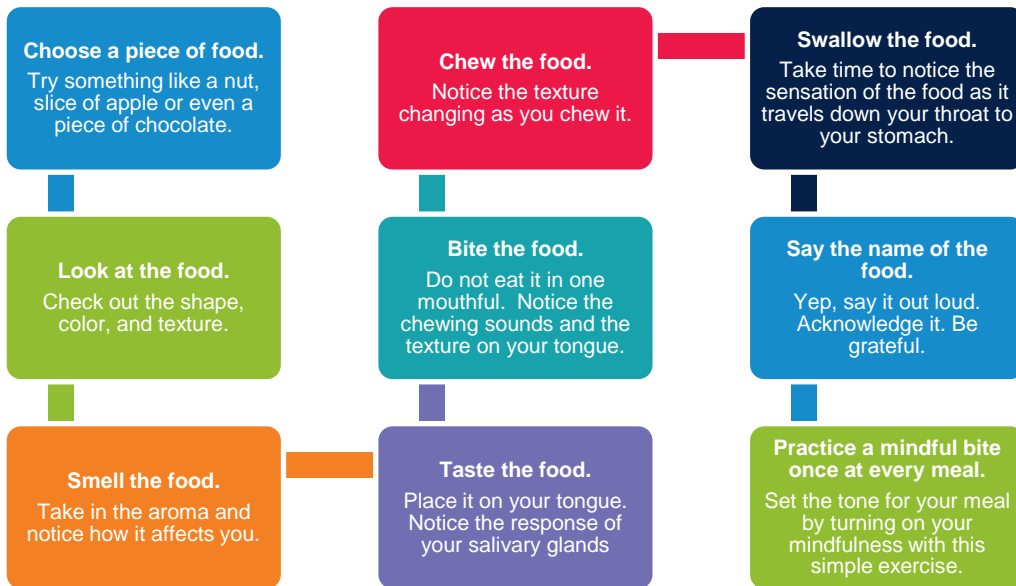 Choose a piece of food.
Try something like a nut,
slice of apple or even a
piece of chocolate.
Look at the food.
Check out the shape,
color, and texture.
Smell the food.
Take in the aroma and
notice how it affects you.
Taste the food.
Place it on your tongue.
Notice the response of
your salivary glands
Bite the food.
Do not eat it in one
mouthful.  Notice the
chewing sounds and the
texture on your tongue.
Chew the food.
Notice the texture
changing as you chew it.
Swallow the food.
Take time to notice the
sensation of the food as it
travels down your throat to
your stomach.
Say the name of the
food.
Yep, say it out loud.
Acknowledge it. Be
grateful.
Practice a mindful bite
once at every meal.
Set the tone for your meal
by turning on your
mindfulness with this
simple exercise.